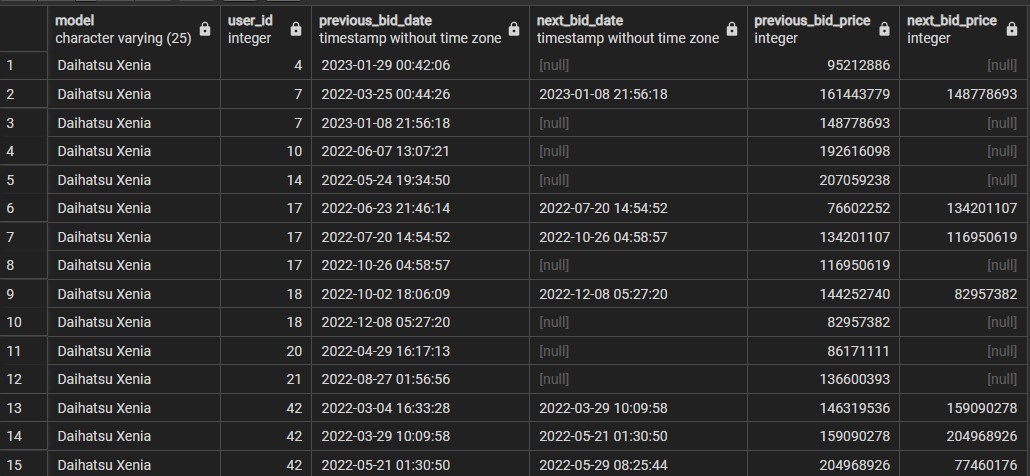 model user_id previous_bid_date next_bid_date previous_bid_price next_bid_price
character varying (25) integer timestamp without time zone timestamp without time zone integer integer
1 Daihatsu Xenia 4 2023-01-29 00:42:06 [null] 95212886 [null]
2 Daihatsu Xenia 7 2022-03-25 00:44:26 2023-01-08 21:56:18 161443779 148778693
3 Daihatsu Xenia 7 2023-01-08 21:56:18 [null] 148778693 [null]
4 Daihatsu Xenia 10 2022-06-07 13:07:21 [null] 192616098 [null]
5 Daihatsu Xenia 14 2022-05-24 19:34:50 [null] 207059238 [null]
6 Daihatsu Xenia 17 2022-06-23 21:46:14 2022-07-20 14:54:52 76602252 134201107
7 Daihatsu Xenia 17 2022-07-20 14:54:52 2022-10-26 04:58:57 134201107 116950619
8 Daihatsu Xenia 17 2022-10-26 04:58:57 [null] 116950619 [null]
9 Daihatsu Xenia 18 2022-10-02 18:06:09 2022-12-08 05:27:20 144252740 82957382
10 Daihatsu Xenia 18 2022-12-08 05:27:20 [null] 82957382 [null]
11 Daihatsu Xenia 20 2022-04-29 16:17:13 [null] 86171111 [null]
12 Daihatsu Xenia 21 2022-08-27 01:56:56 [null] 136600393 [null]
13 Daihatsu Xenia 42 2022-03-04 16:33:28 2022-03-29 10:09:58 146319536 159090278
14 Daihatsu Xenia 42 2022-03-29 10:09:58 2022-05-21 01:30:50 159090278 204968926
15 Daihatsu Xenia 42 2022-05-21 01:30:50 2022-05-29 08:25:44 204968926 77460176